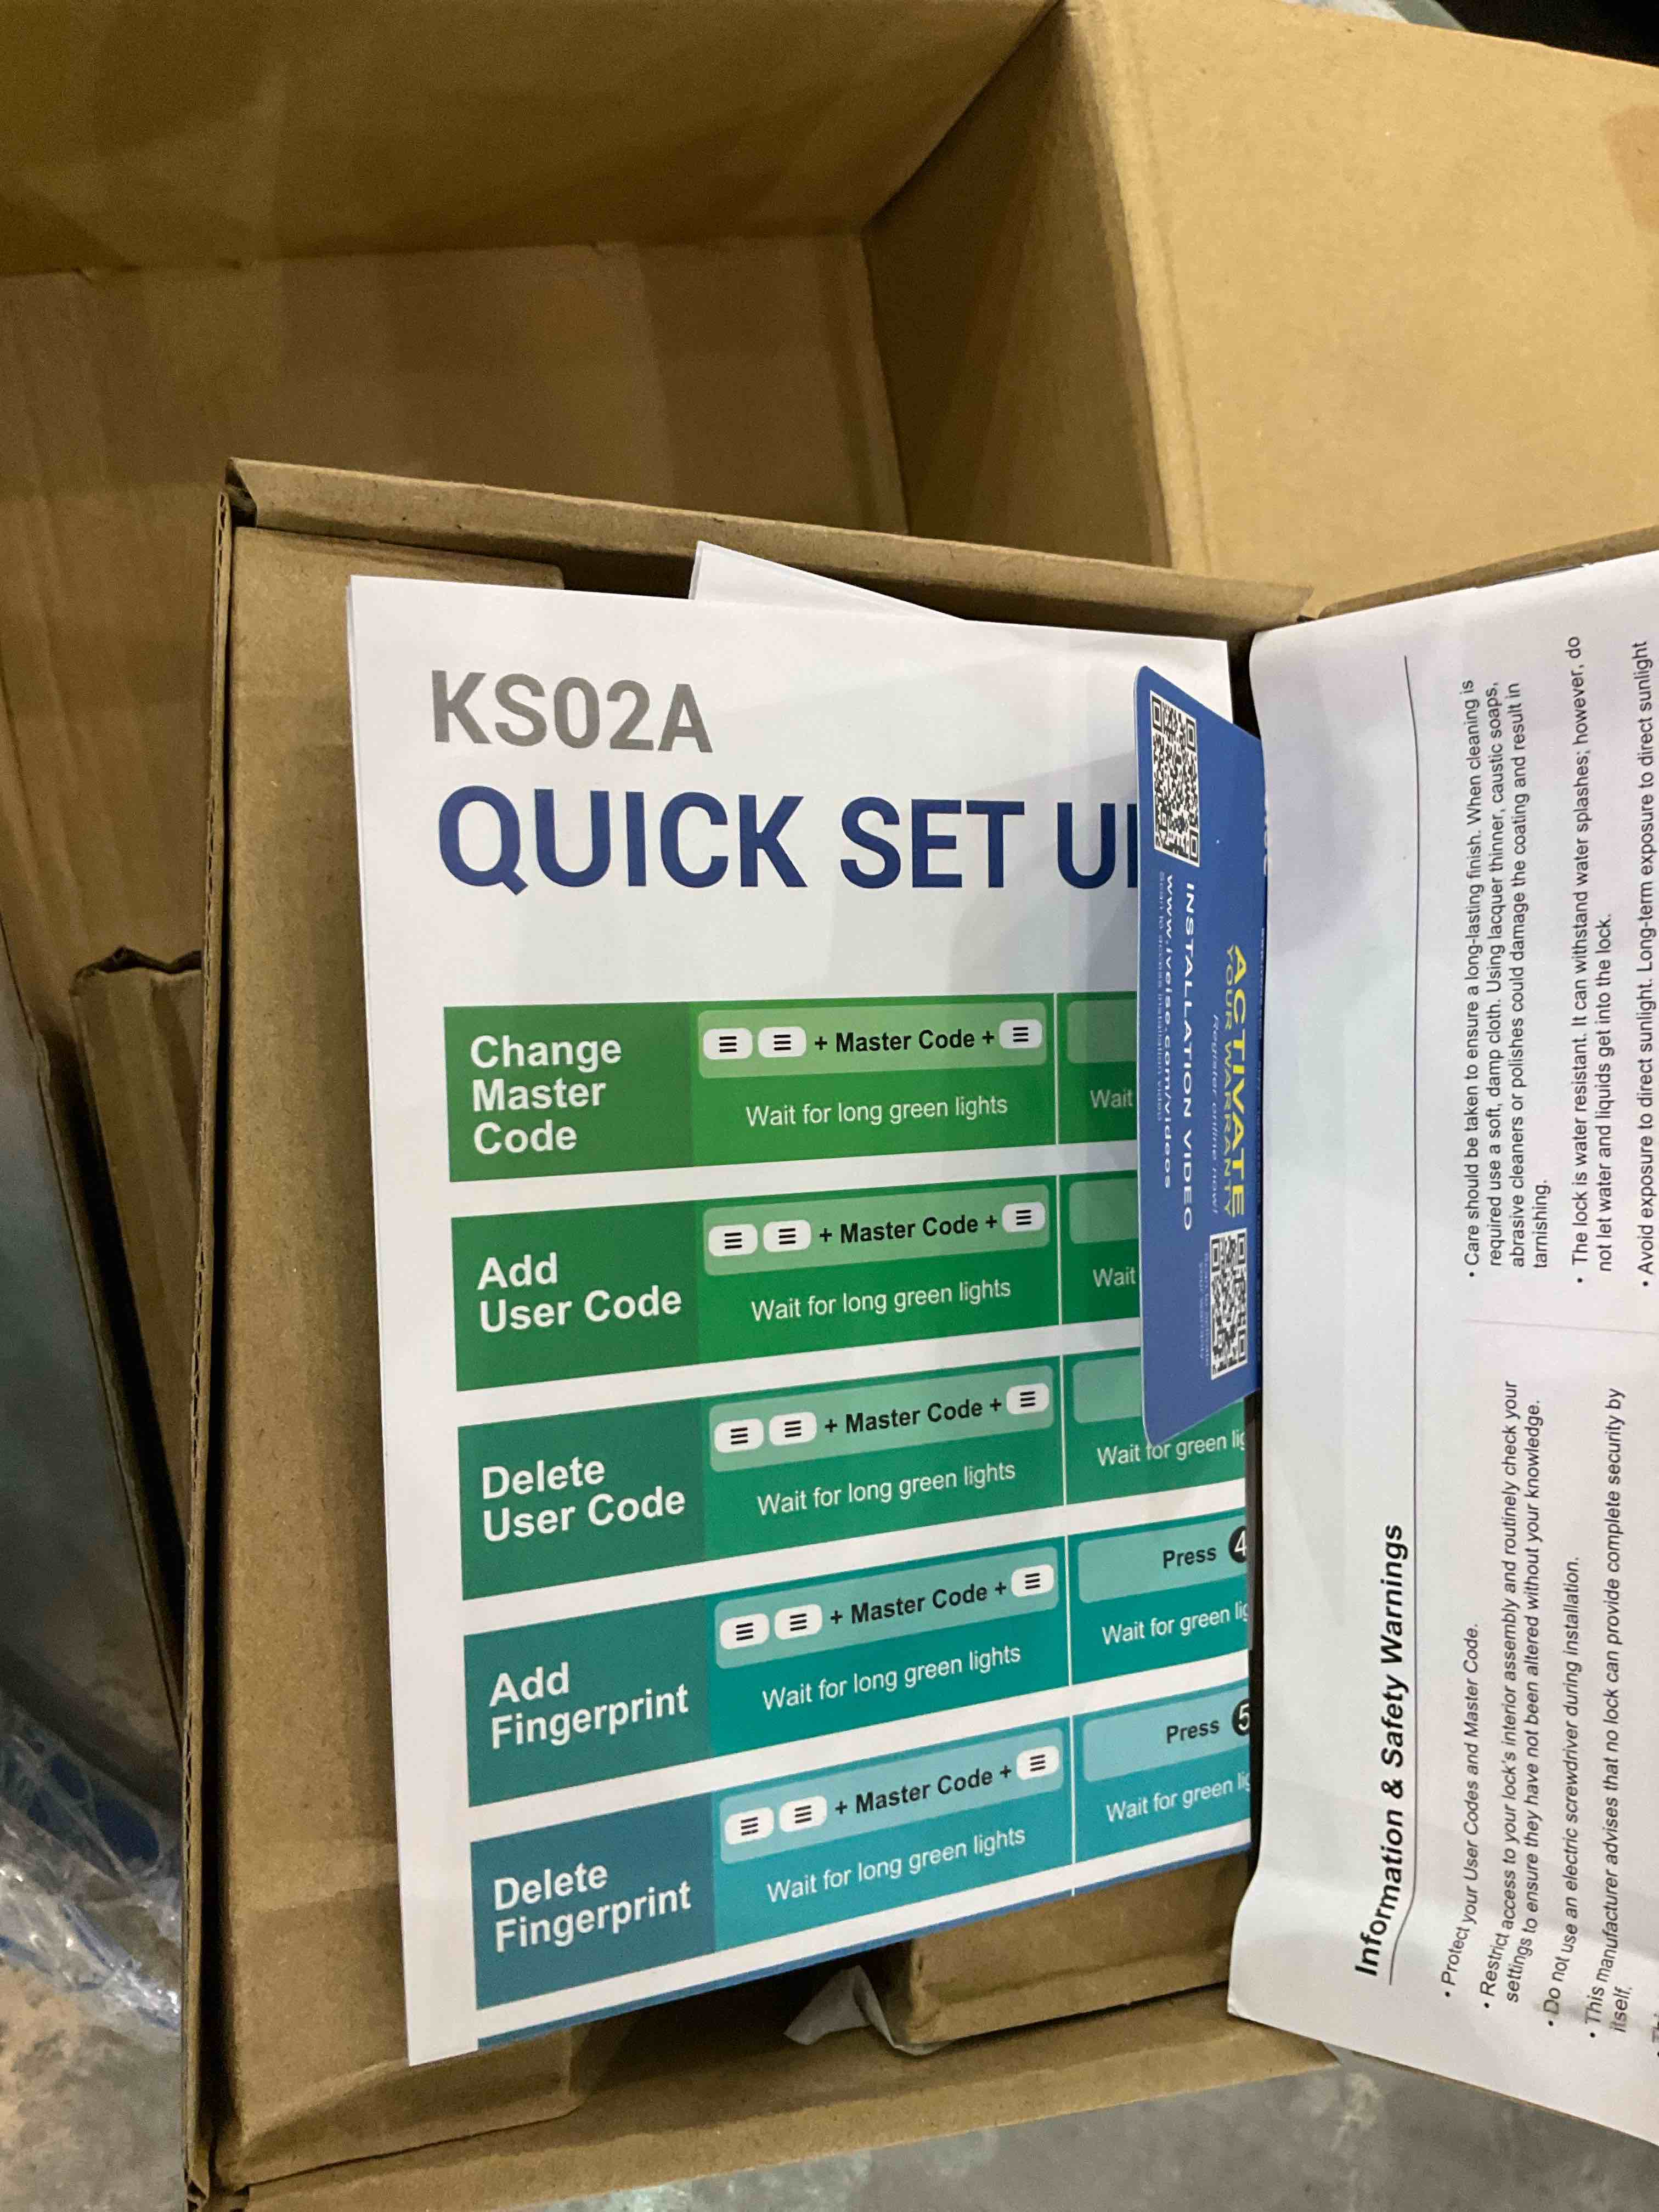 KS02A
QUICK SET U
Change
Master
Code
+ Master Code +
Wait for long green lights
Wait
Add
User Code
+ Master Code +
Wait for long green lights
Wait
Delete
User Code
+ Master Code +
Wait for long green lights
Wait for green
Add
Fingerprint
+ Master Code +
Wait for long green lights
Press 4
Wait for green
Delete
Fingerprint
+ Master Code +
Wait for long green lights
Press 5
Wait for green
ACTIVATE
YOUR WARRANTY
Register online now!
INSTALLATION VIDEO
www.iveise.com/videos
Scan to access installation video
Information & Safety Warnings
• Protect your User Codes and Master Code.
• Restrict access to your lock's interior assembly and routinely check your
settings to ensure they have not been altered without your knowledge.
• Do not use an electric screwdriver during installation.
• This manufacturer advises that no lock can provide complete security by
itself.
• Care should be taken to ensure a long-lasting finish. When cleaning is
required use a soft, damp cloth. Using lacquer thinner, caustic soaps,
abrasive cleaners or polishes could damage the coating and result in
tarnishing.
• The lock is water resistant. It can withstand water splashes; however, do
not let water and liquids get into the lock.
• Avoid exposure to direct sunlight. Long-term exposure to direct sunlight